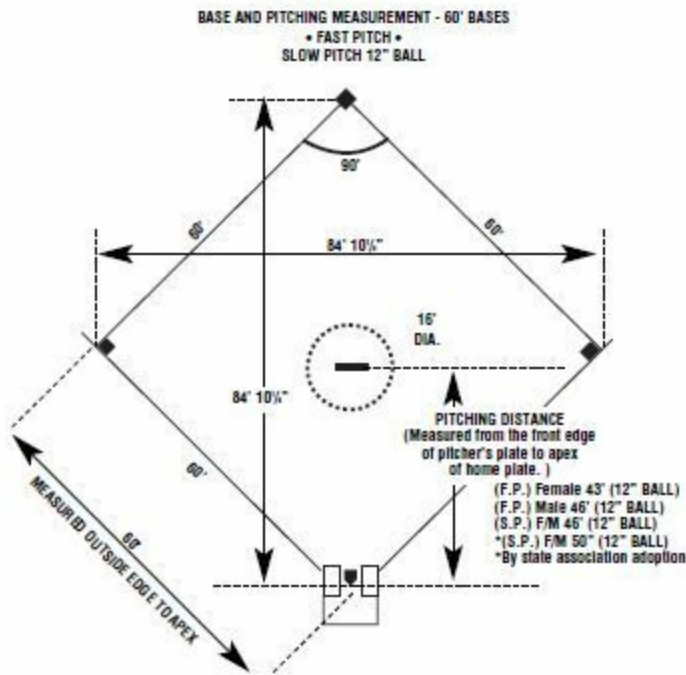 BASE AND PITCHING MEASUREMENT - 60' BASES
• FAST PITCH •
SLOW PITCH 12" BALL
90'
60'
60'
84' 10¼"
16'
DIA.
84' 10¼"
PITCHING DISTANCE
(Measured from the front edge
of pitcher's plate to apex
of home plate. )
(F.P.) Female 43' (12" BALL)
(F.P.) Male 46' (12" BALL)
(S.P.) F/M 46' (12" BALL)
*(S.P.) F/M 50" (12" BALL)
*By state association adoption
60'
60'
MEASURED OUTSIDE EDGE TO APEX